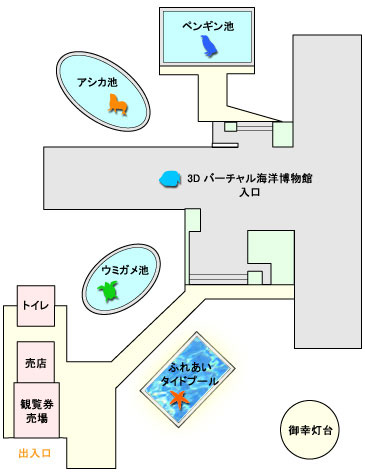 ペンギン池
アシカ池
3D バーチャル海洋博物館
入口
ウミガメ池
トイレ
売店
観覧券
売場
出入口
ふれあい
タイドプール
御幸灯台